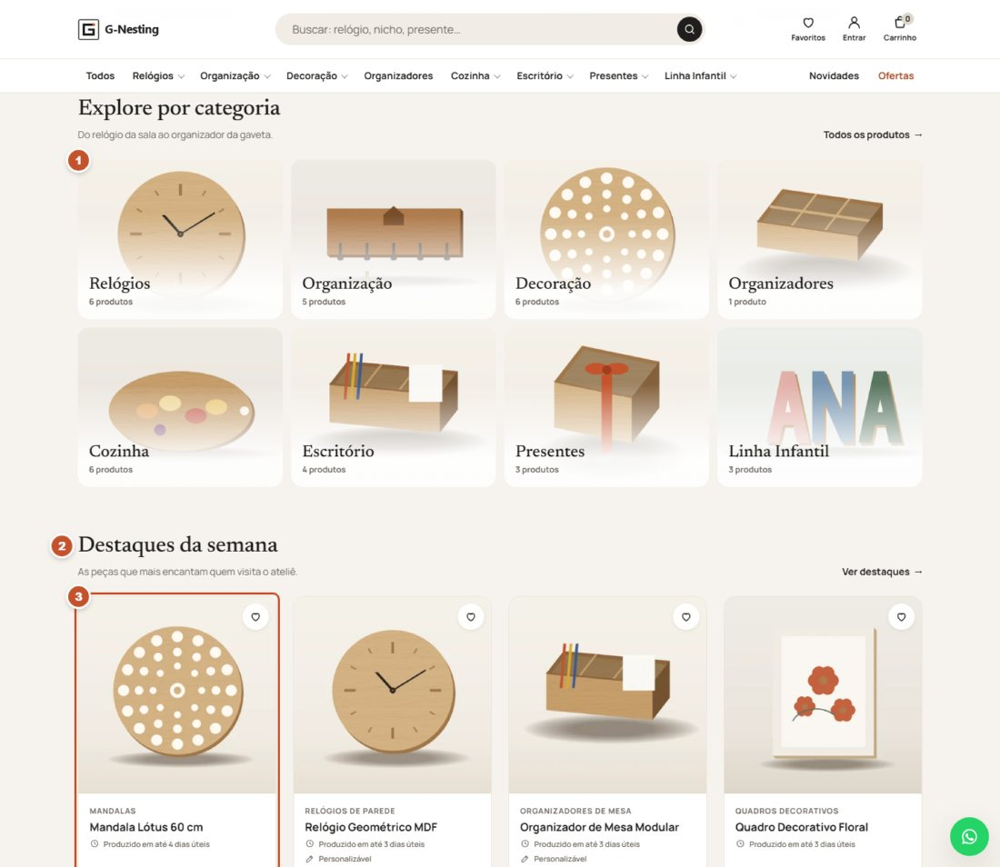 G-Nesting
Buscar: relógio, nicho, presente...
0
Favoritos Entrar Carrinho
Todos Relógios Organização Decoração Organizadores Cozinha Escritório Presentes Linha Infantil Novidades Ofertas
Explore por categoria
Do relógio da sala ao organizador da gaveta.
Todos os produtos →
1
Relógios
6 produtos
Organização
5 produtos
Decoração
6 produtos
Organizadores
1 produto
Cozinha
6 produtos
Escritório
4 produtos
Presentes
3 produtos
ANA
Linha Infantil
3 produtos
2
Destaques da semana
As peças que mais encantam quem visita o ateliê.
Ver destaques →
3
MANDALAS
Mandala Lótus 60 cm
Produzido em até 4 dias úteis
RELÓGIOS DE PAREDE
Relógio Geométrico MDF
Produzido em até 3 dias úteis
Personalizável
ORGANIZADORES DE MESA
Organizador de Mesa Modular
Produzido em até 3 dias úteis
Personalizável
QUADROS DECORATIVOS
Quadro Decorativo Floral
Produzido em até 3 dias úteis